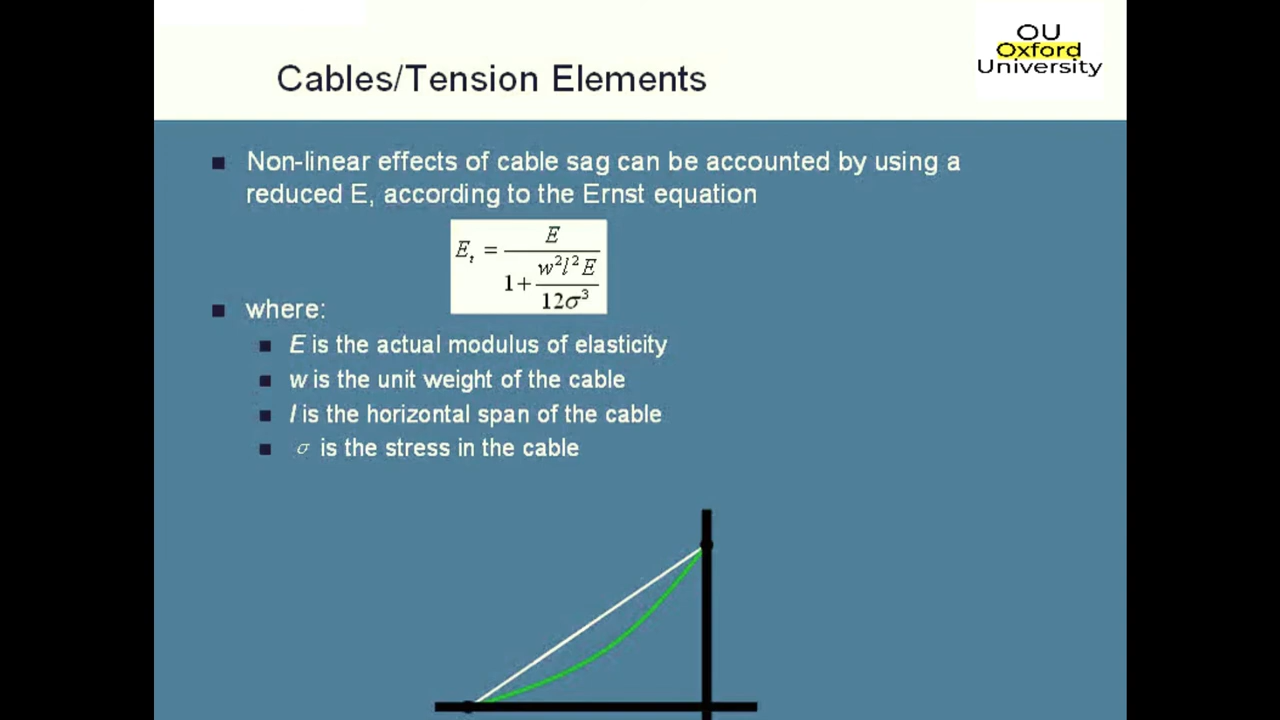 OU
Oxford
University
Cables/Tension Elements
Non-linear effects of cable sag can be accounted by using a
reduced E, according to the Ernst equation
E_t = E / (1 + w²l²E / 12σ³)
where:
E is the actual modulus of elasticity
w is the unit weight of the cable
l is the horizontal span of the cable
σ is the stress in the cable